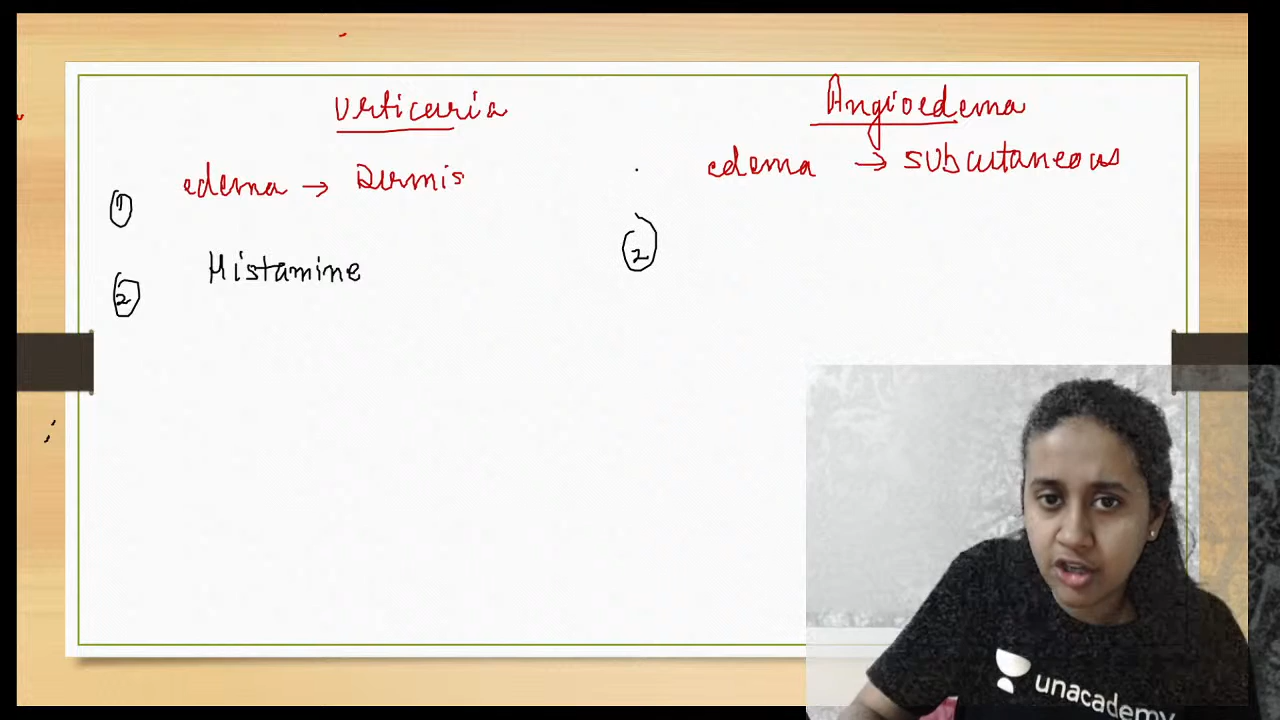 Urticaria
Angioedema
edema → Dermis
edema → subcutaneous
1
Histamine
2
2
unacademy